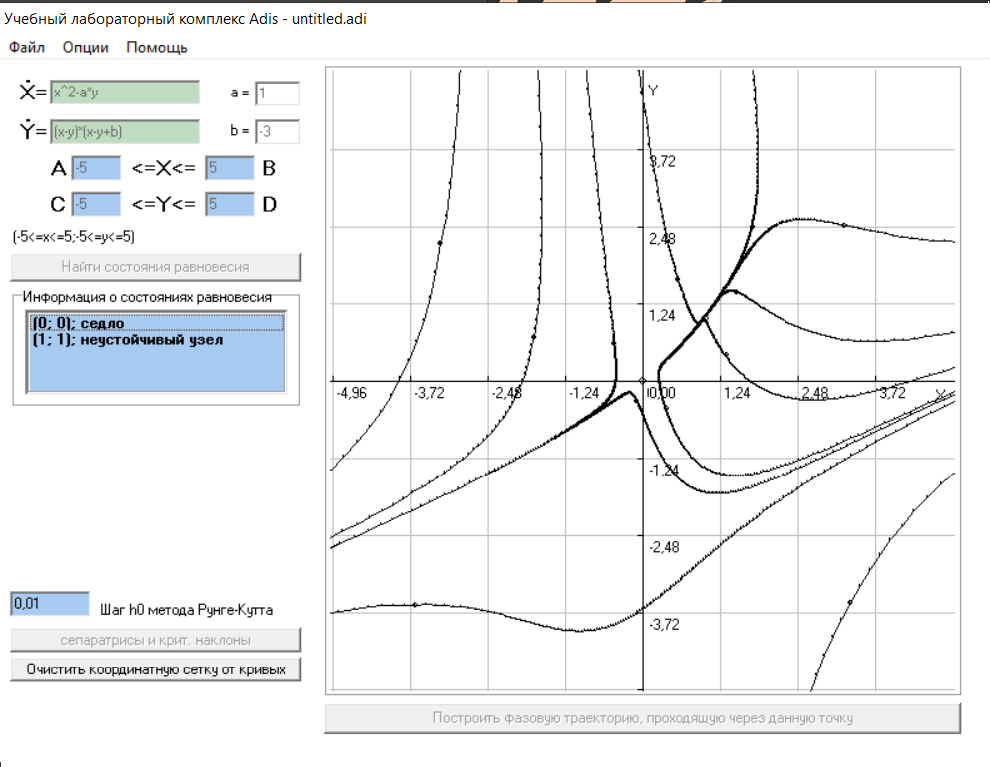 Учебный лабораторный комплекс Adis - untitled.adi
Файл Опции Помощь
Ẋ= x^2-a*y a = 1
Ẏ= (x-y)*(x-y+b) b = -3
A -5 <=X<= 5 B
C -5 <=Y<= 5 D
(-5<=x<=5;-5<=y<=5)
Найти состояния равновесия
Информация о состояниях равновесия
(0; 0); седло
(1; 1); неустойчивый узел
0,01 Шаг h0 метода Рунге-Кутта
сепаратрисы и крит. наклоны
Очистить координатную сетку от кривых
Y
3,72
2,48
1,24
-4,96 -3,72 -2,48 -1,24 0,00 1,24 2,48 3,72 X
-1,24
-2,48
-3,72
Построить фазовую траекторию, проходящую через данную точку